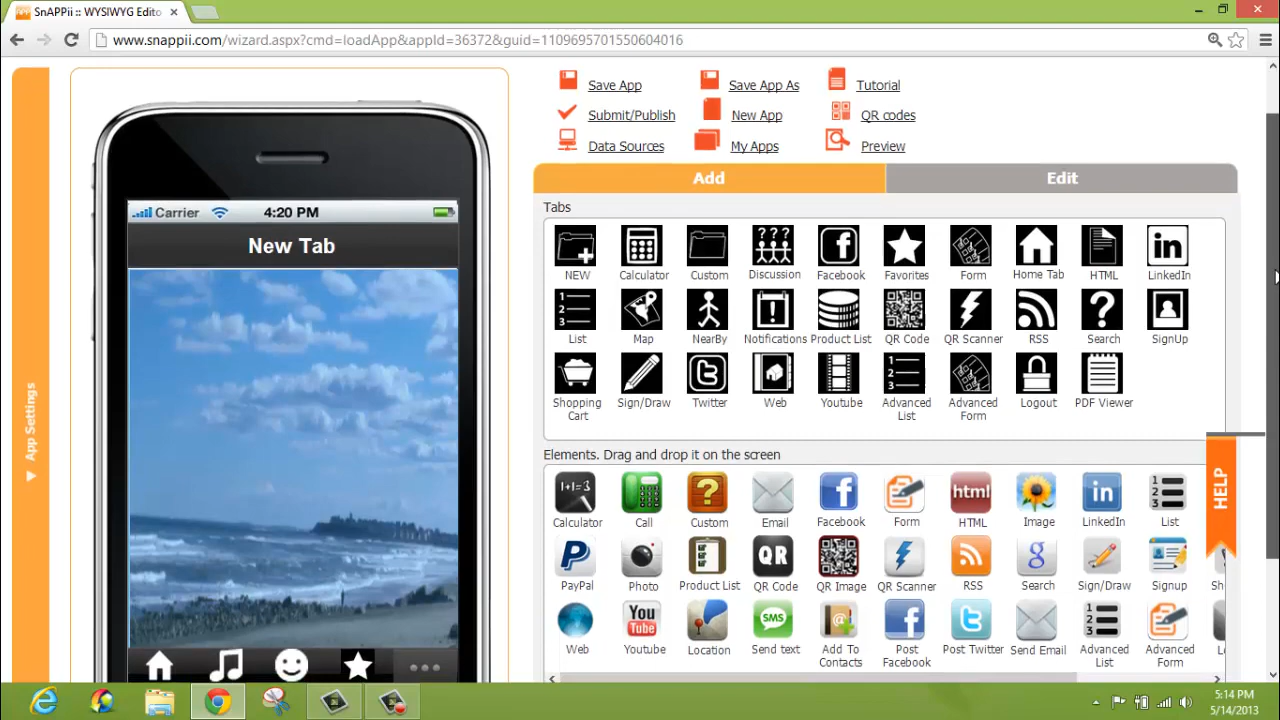 SnAPPii :: WYSIWYG Edito
www.snappii.com/wizard.aspx?cmd=loadApp&appId=36372&guid=1109695701550604016
Save App
Save App As
Tutorial
Submit/Publish
New App
QR codes
Data Sources
My Apps
Preview
Add
Edit
App Settings
Carrier
4:20 PM
New Tab
Tabs
NEW
Calculator
Custom
Discussion
Facebook
Favorites
Form
Home Tab
HTML
LinkedIn
List
Map
NearBy
Notifications
Product List
QR Code
QR Scanner
RSS
Search
SignUp
Shopping Cart
Sign/Draw
Twitter
Web
Youtube
Advanced List
Advanced Form
Logout
PDF Viewer
HELP
Elements. Drag and drop it on the screen
Calculator
Call
Custom
Email
Facebook
Form
html
HTML
Image
LinkedIn
List
PayPal
Photo
Product List
QR
QR Code
QR Image
QR Scanner
RSS
Search
Sign/Draw
Signup
Sh
Web
You Tube
Youtube
Location
SMS
Send text
Add To Contacts
Post Facebook
Post Twitter
Send Email
Advanced List
Advanced Form
L
5:14 PM
5/14/2013